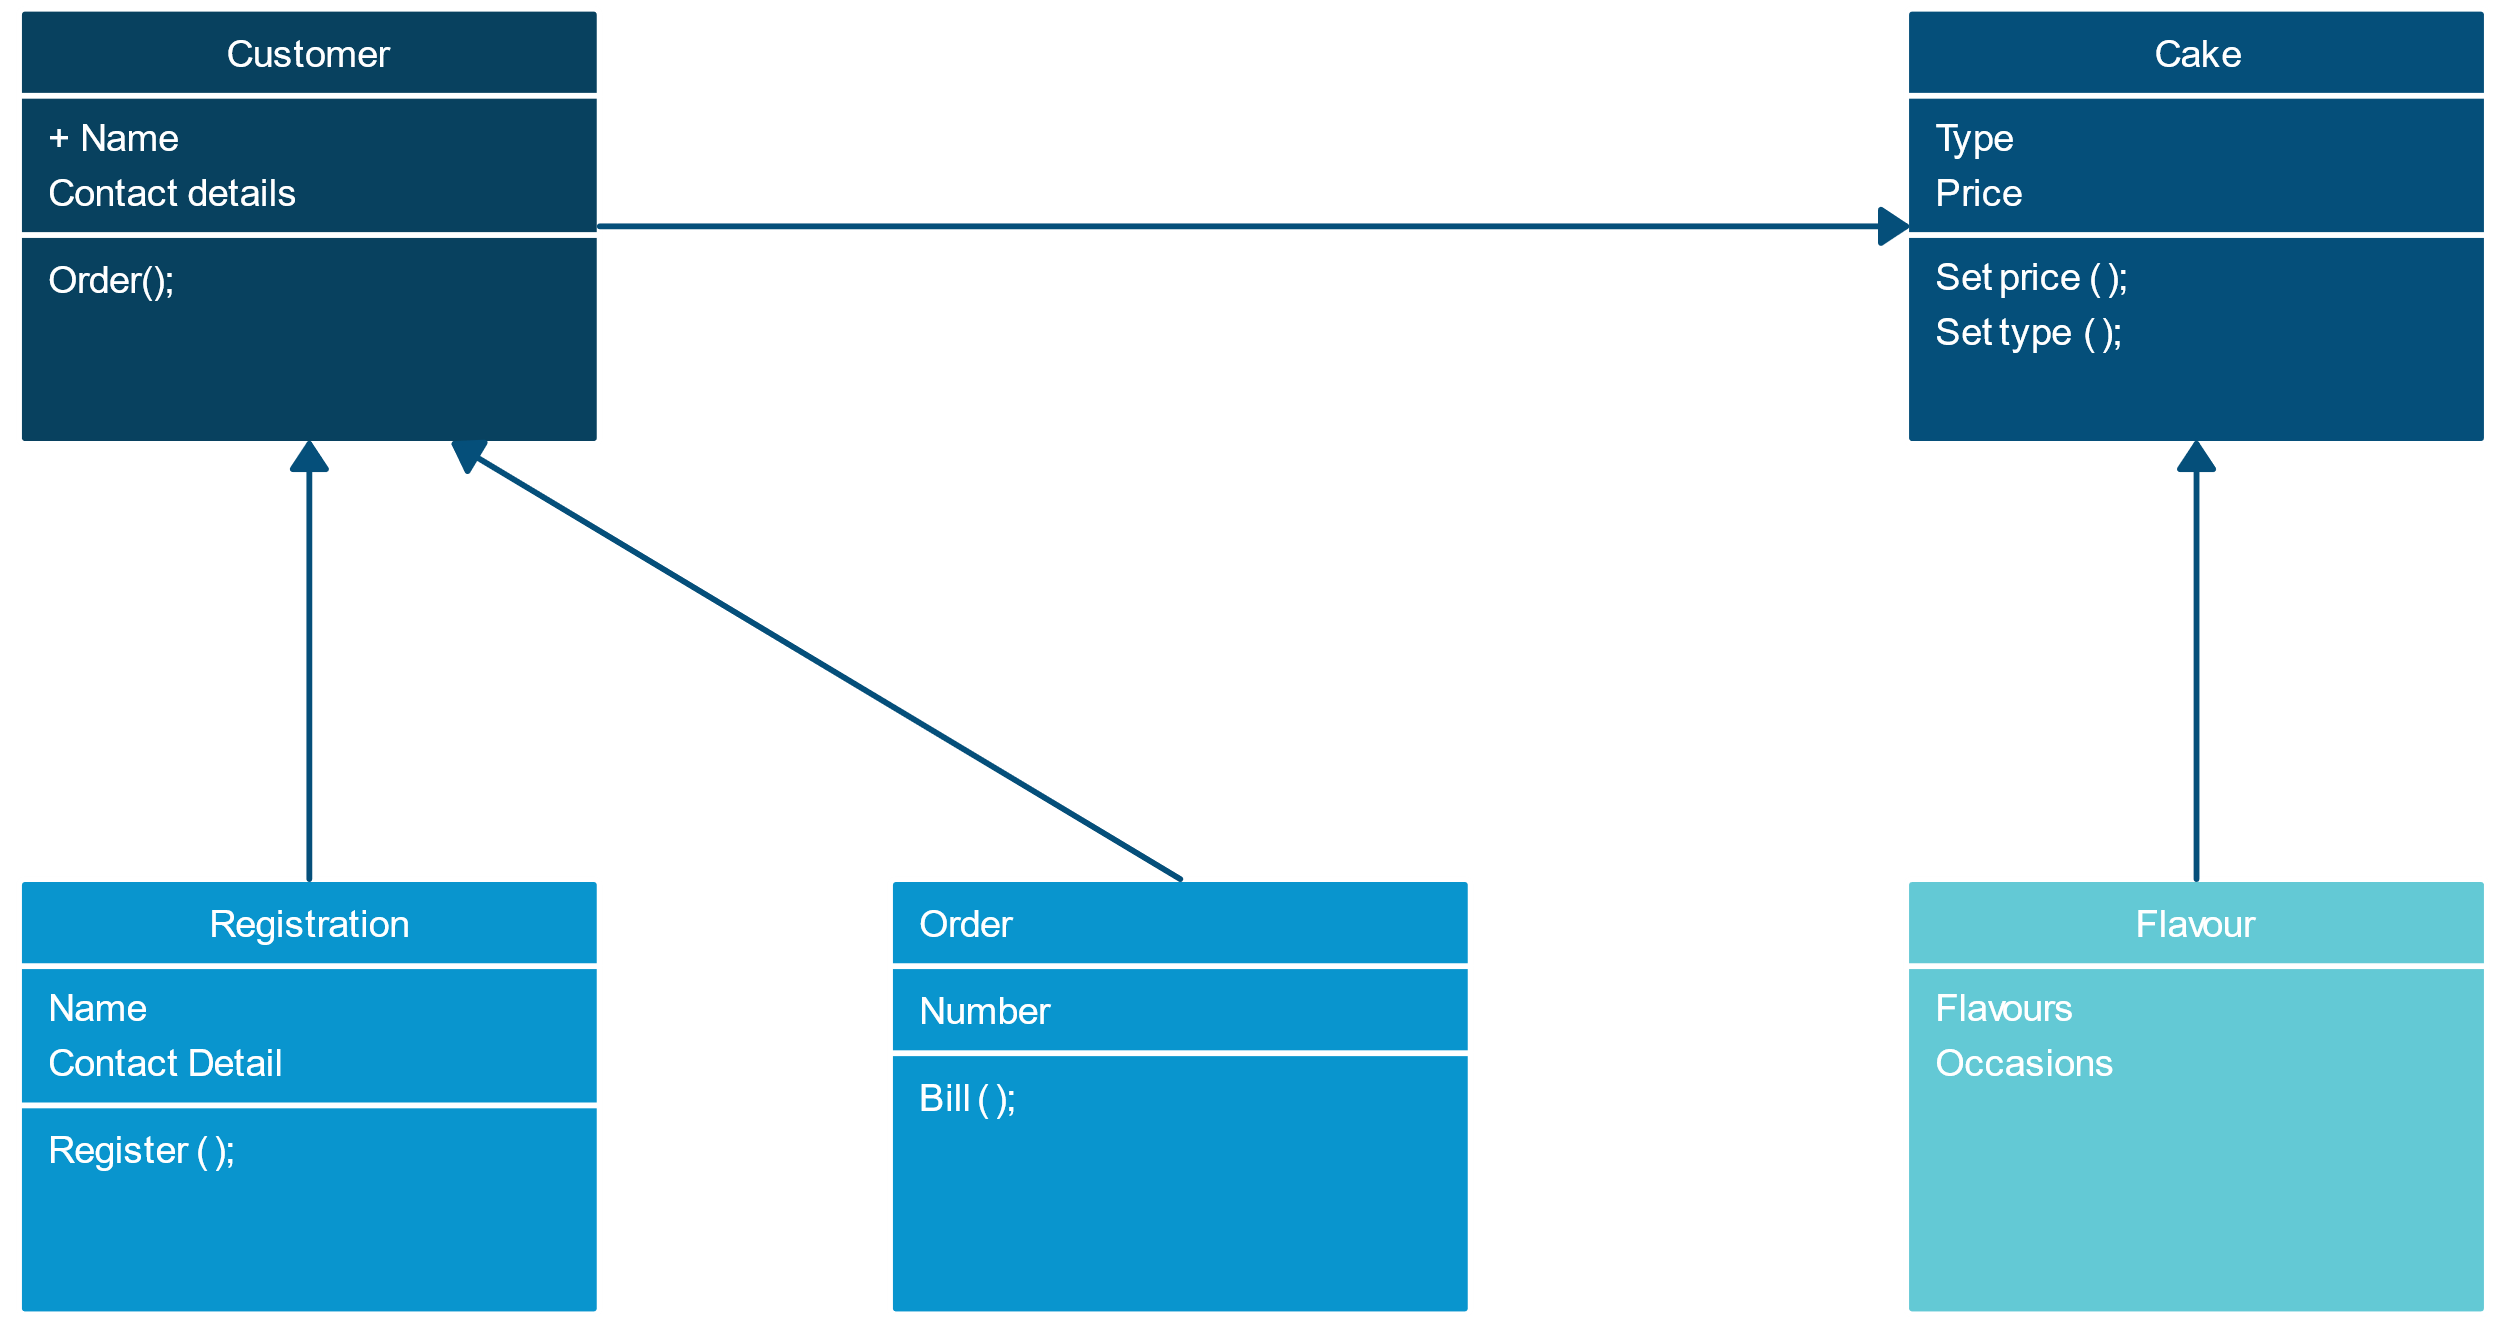 Customer
+ Name
Contact details
Order();
Cake
Type
Price
Set price ( );
Set type ( );
Registration
Name
Contact Detail
Register ( );
Order
Number
Bill ( );
Flavour
Flavours
Occasions